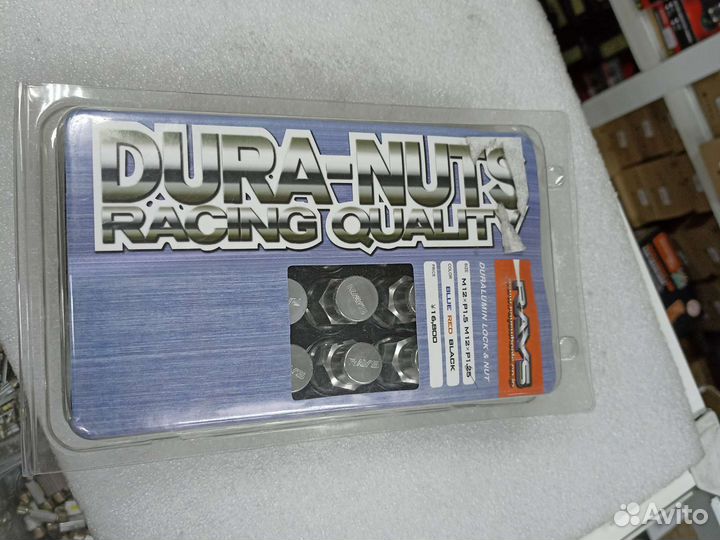 DURA-NUTS
RACING QUALITY
RAYS
DURALUMIN LOCK & NUT
SIZE M12×P1.5 M12×P1.25
COLOR BLUE RED BLACK
PRICE ¥16,800
RAYS
RAYS
RAYS
Avito